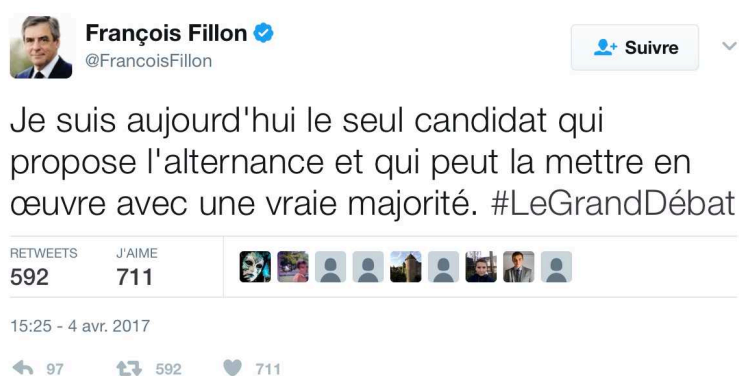 François Fillon
@FrancoisFillon
Suivre
Je suis aujourd'hui le seul candidat qui
propose l'alternance et qui peut la mettre en
œuvre avec une vraie majorité. #LeGrandDébat
RETWEETS J'AIME
592 711
15:25 - 4 avr. 2017
97 592 711